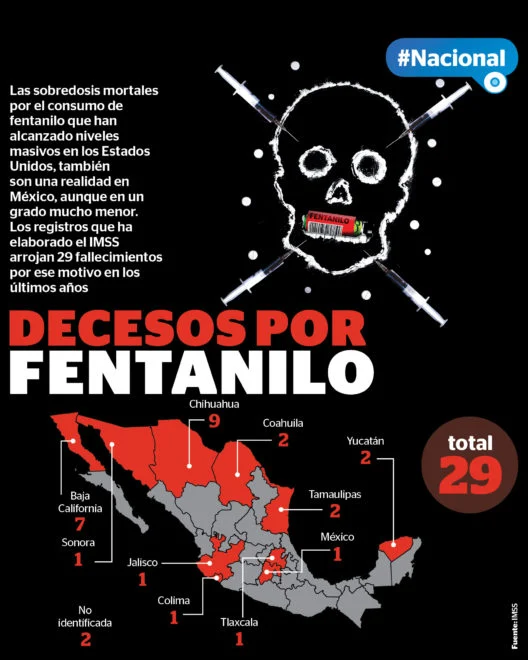 #Nacional
Las sobredosis mortales
por el consumo de
fentanilo que han
alcanzado niveles
masivos en los Estados
Unidos, también
son una realidad en
México, aunque en un
grado mucho menor.
Los registros que ha
elaborado el IMSS
arrojan 29 fallecimientos
por ese motivo en los
últimos años
FENTANILO
DECESOS POR
FENTANILO
Chihuahua
9
Coahuila
2
Yucatán
2
total
29
Baja
California
7
Tamaulipas
2
Sonora
1
México
1
Jalisco
1
Colima
1
Tlaxcala
1
No
identificada
2
Fuente: IMSS